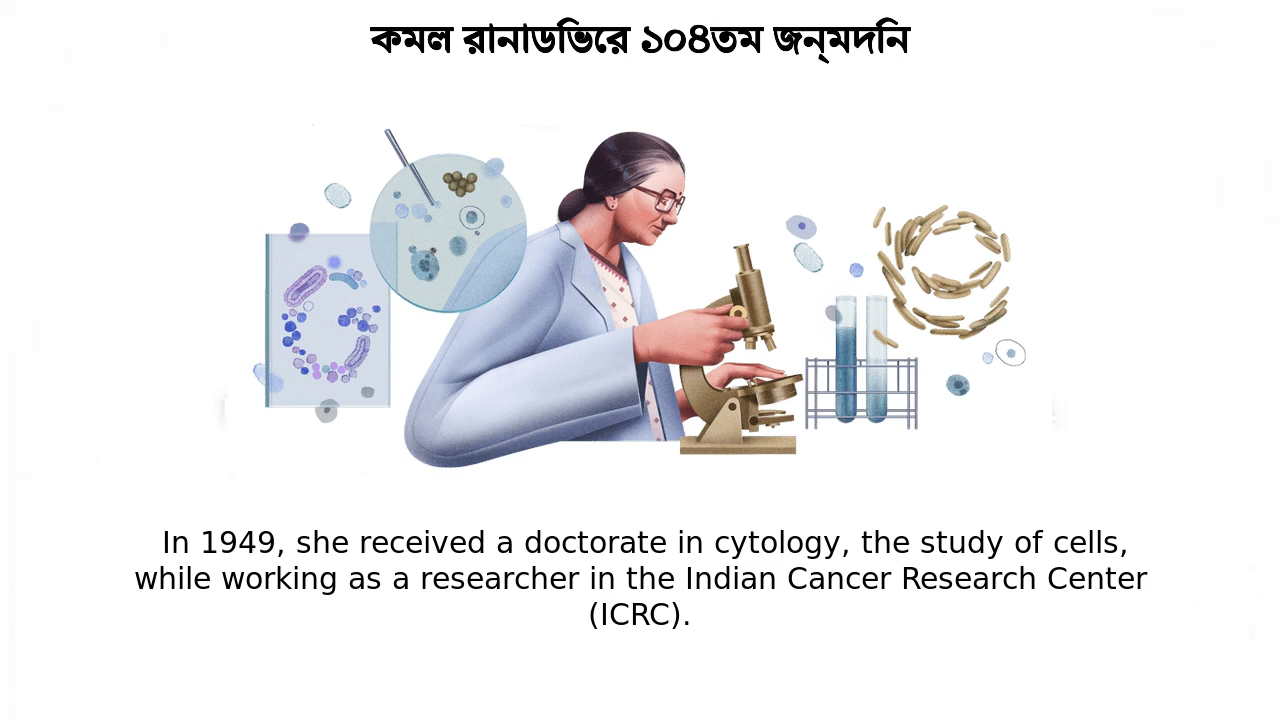 কমল রানাডিভের ১০৪তম জন্মদিন
In 1949, she received a doctorate in cytology, the study of cells,
while working as a researcher in the Indian Cancer Research Center
(ICRC).